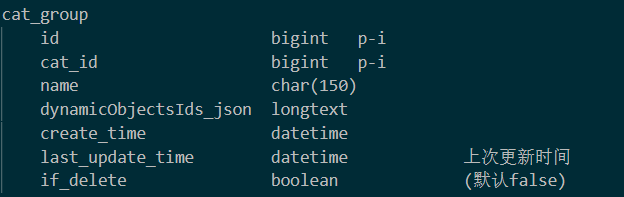 cat_group
id bigint p-i
cat_id bigint p-i
name char(150)
dynamicObjectsIds_json longtext
create_time datetime
last_update_time datetime 上次更新时间
if_delete boolean (默认false)